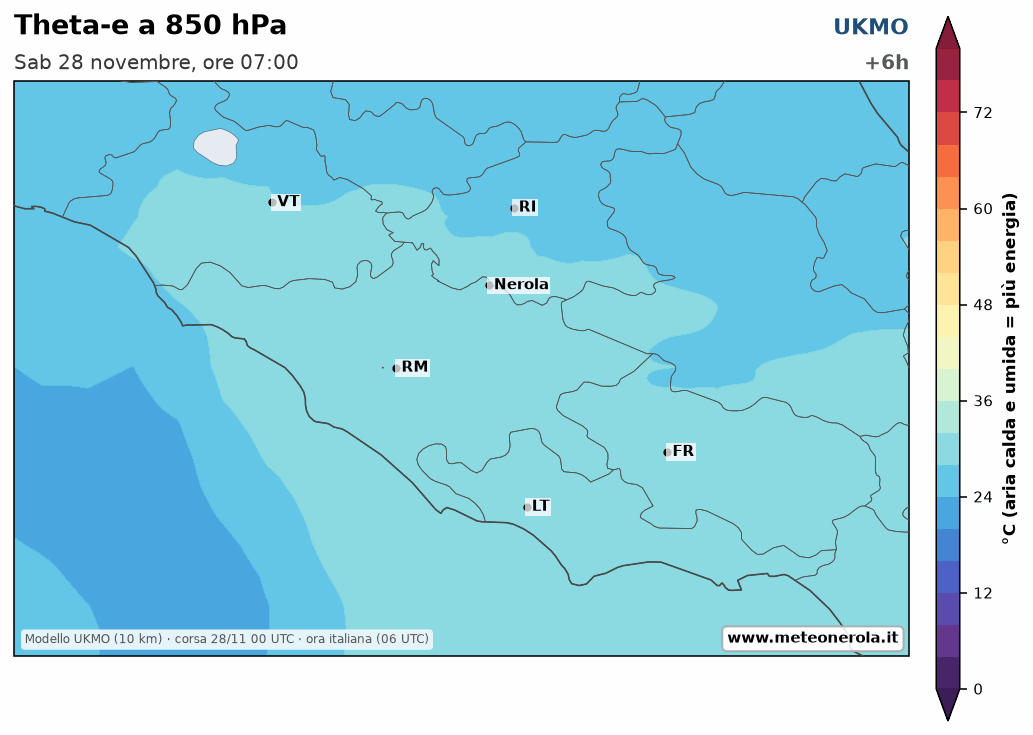 Theta-e a 850 hPa
UKMO
Sab 28 novembre, ore 07:00
+6h
VT
RI
Nerola
RM
FR
LT
Modello UKMO (10 km) · corsa 28/11 00 UTC · ora italiana (06 UTC)
www.meteonerola.it
72
60
48
36
24
12
0
°C (aria calda e umida = più energia)